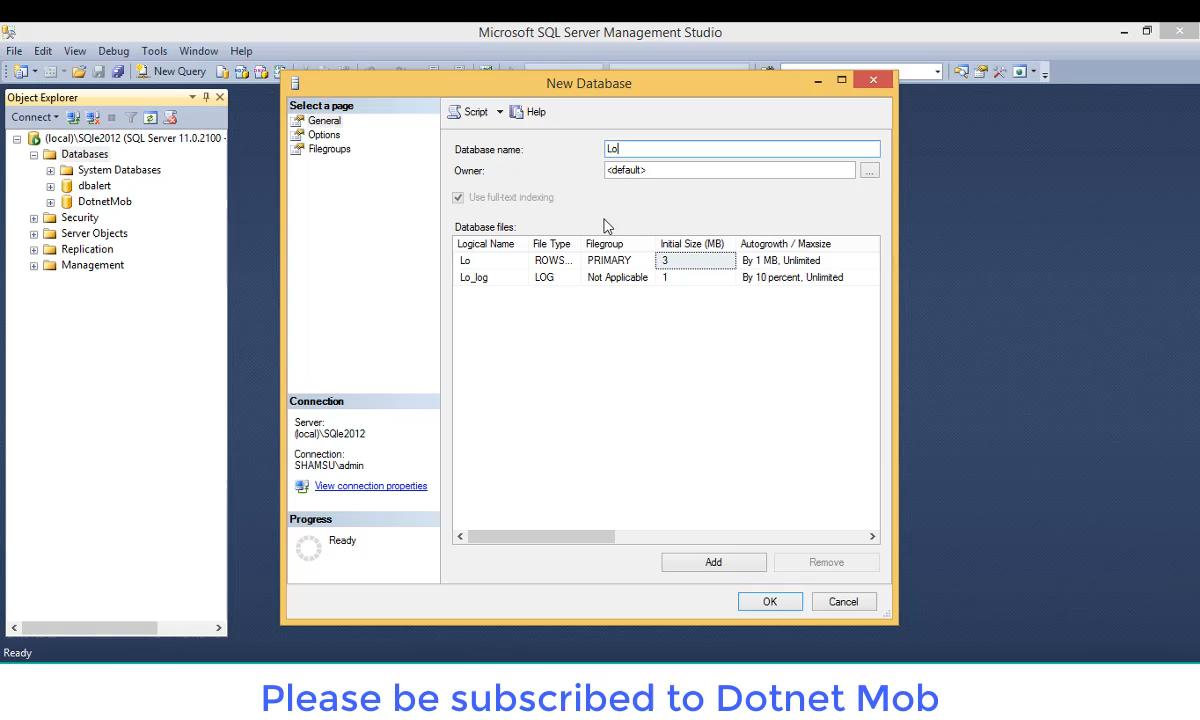 Microsoft SQL Server Management Studio
File Edit View Debug Tools Window Help
New Query
Object Explorer
Connect
(local)\SQle2012 (SQL Server 11.0.2100 -
Databases
System Databases
dbalert
DotnetMob
Security
Server Objects
Replication
Management
New Database
Select a page
General
Options
Filegroups
Script Help
Database name: Lo
Owner: <default> ...
Use full-text indexing
Database files:
Logical Name File Type Filegroup Initial Size (MB) Autogrowth / Maxsize
Lo ROWS... PRIMARY 3 By 1 MB, Unlimited
Lo_log LOG Not Applicable 1 By 10 percent, Unlimited
Connection
Server:
(local)\SQle2012
Connection:
SHAMSU\admin
View connection properties
Progress
Ready
Add Remove
OK Cancel
Ready
Please be subscribed to Dotnet Mob